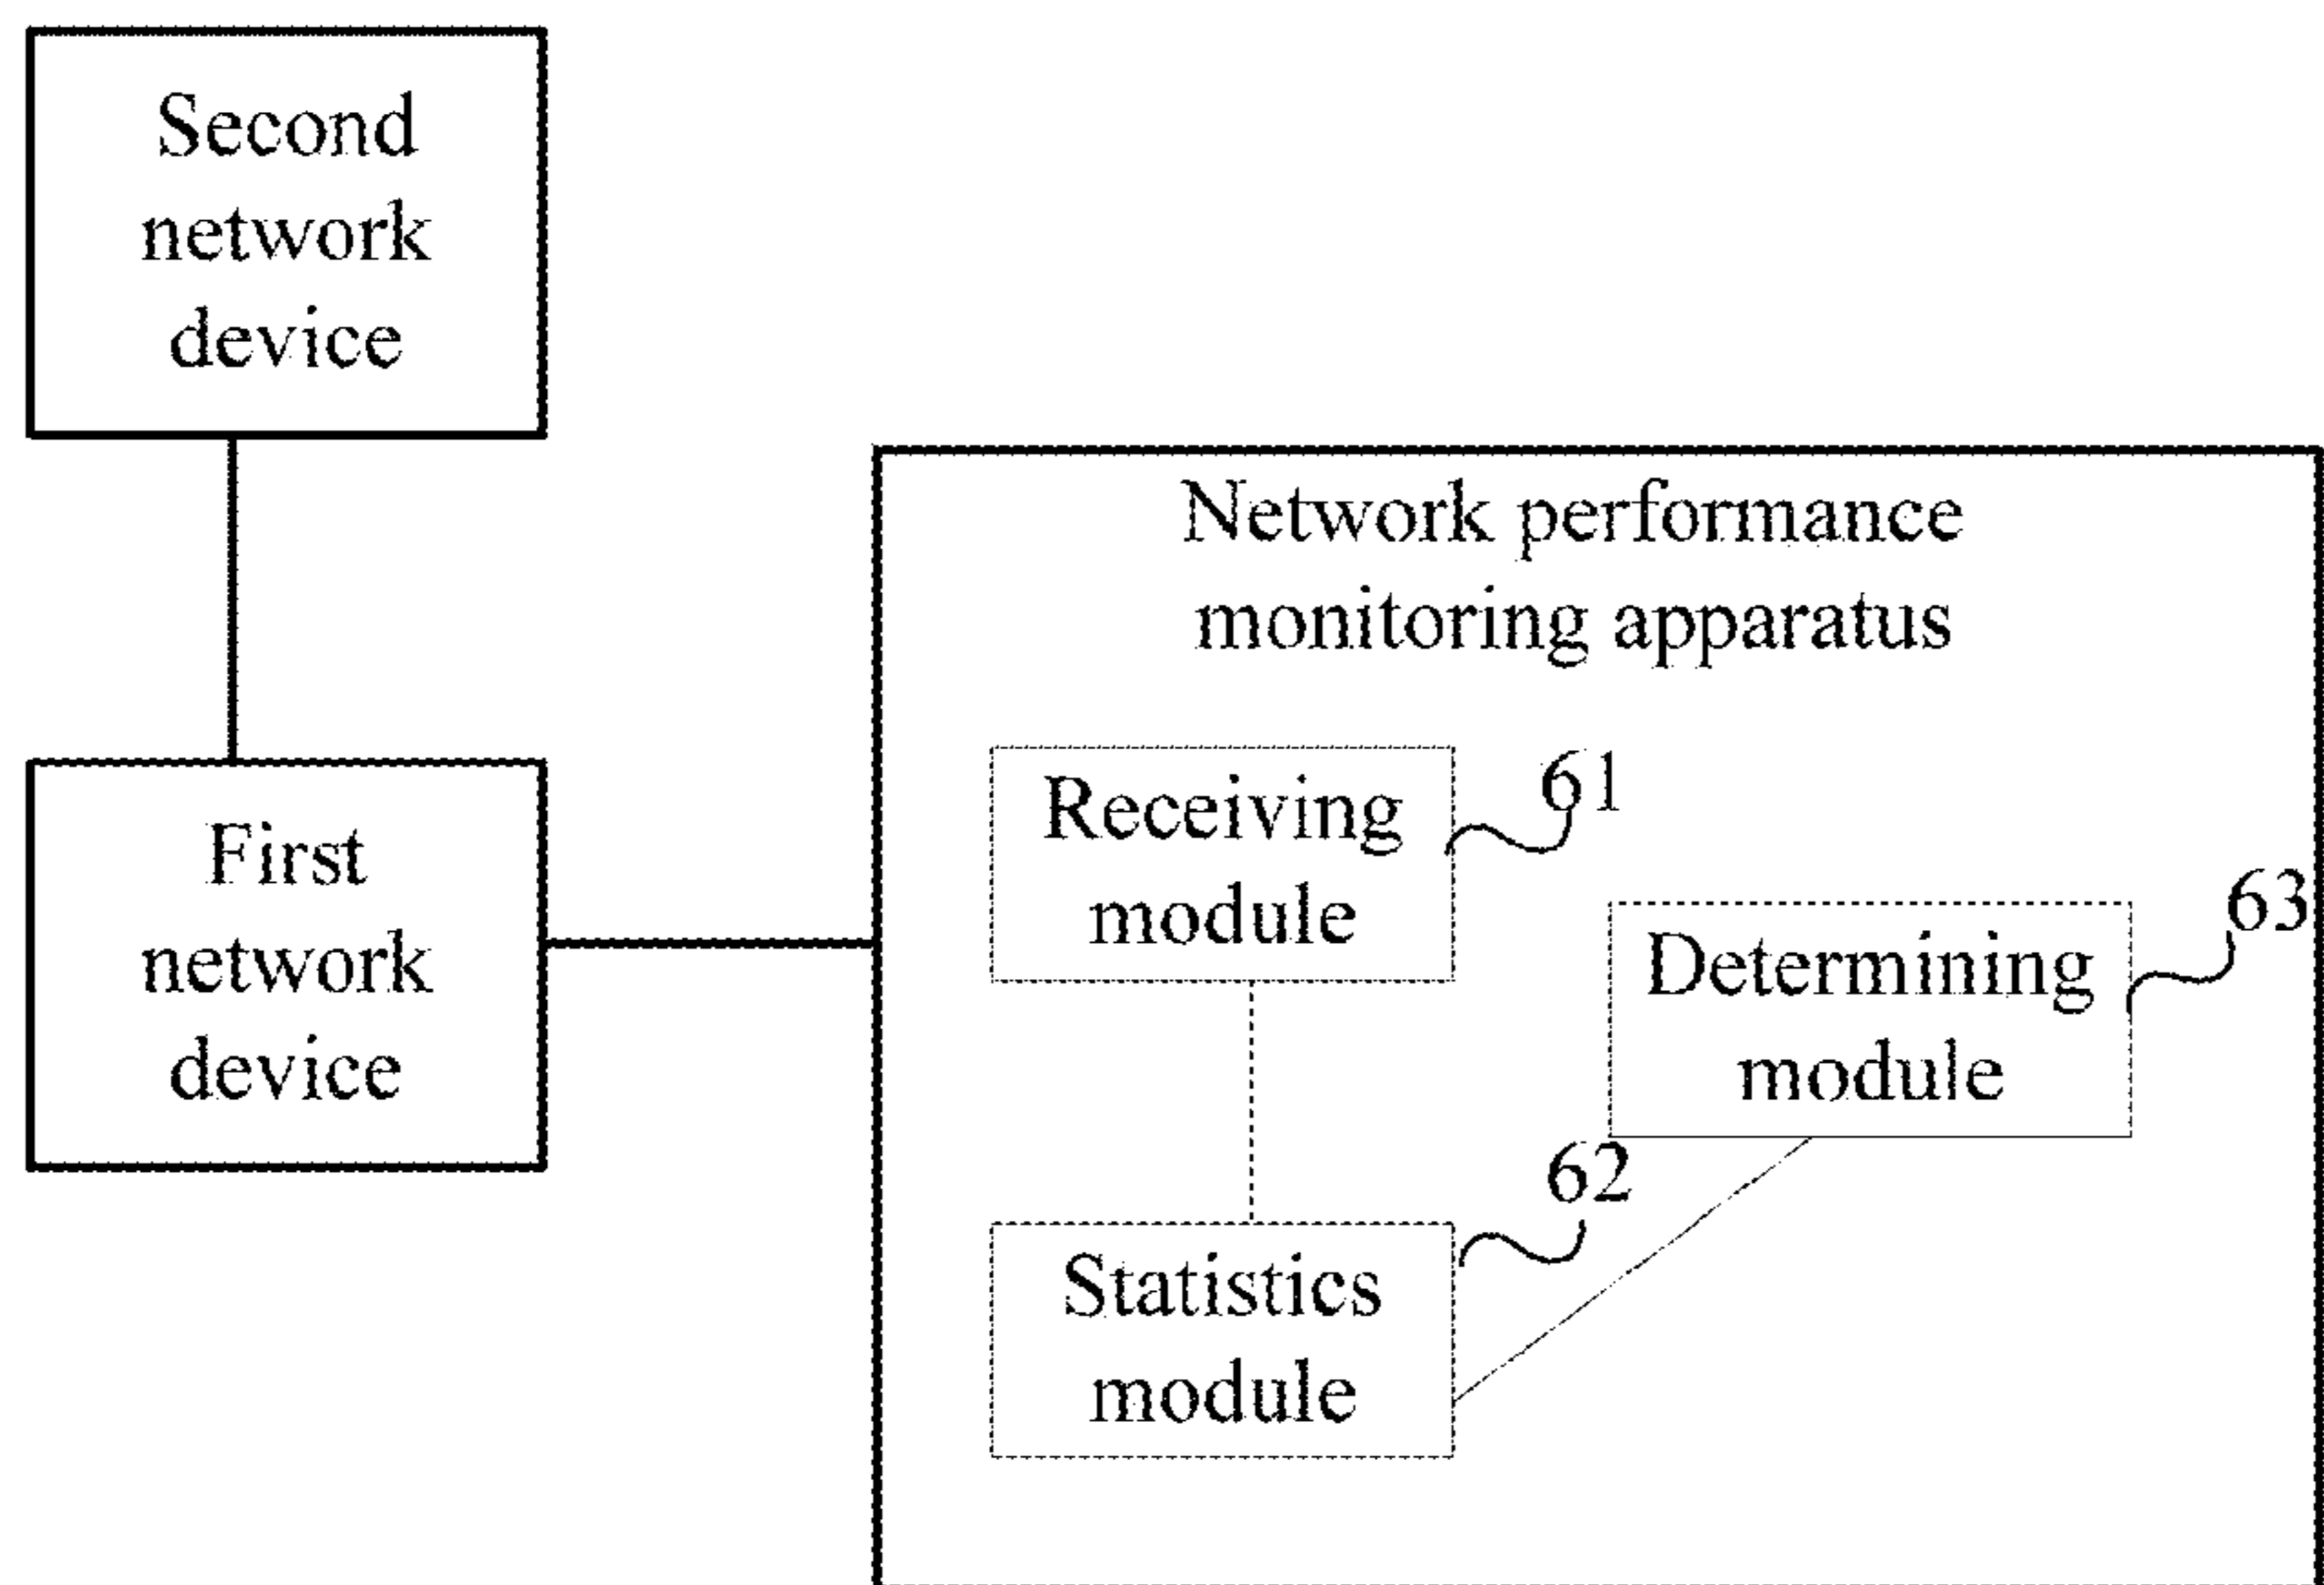 Second
network
device
Network performance
monitoring apparatus
Receiving
module
61
First
network
device
Determining
module
63
Statistics
module
62